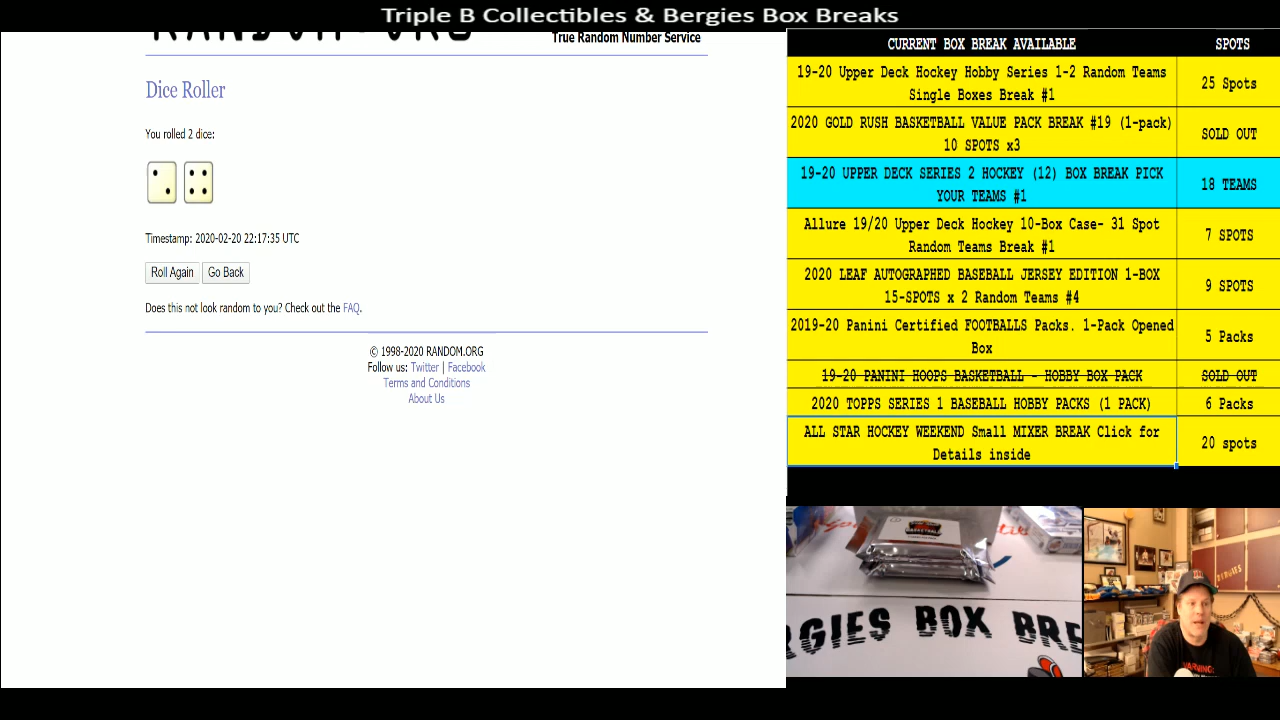 Triple B Collectibles & Bergies Box Breaks
RANDOM.ORG
True Random Number Service
Dice Roller
You rolled 2 dice:
Timestamp: 2020-02-20 22:17:35 UTC
Roll Again
Go Back
Does this not look random to you? Check out the FAQ.
© 1998-2020 RANDOM.ORG
Follow us: Twitter | Facebook
Terms and Conditions
About Us
CURRENT BOX BREAK AVAILABLE SPOTS
19-20 Upper Deck Hockey Hobby Series 1-2 Random Teams
Single Boxes Break #1
25 Spots
2020 GOLD RUSH BASKETBALL VALUE PACK BREAK #19 (1-pack)
10 SPOTS x3
SOLD OUT
19-20 UPPER DECK SERIES 2 HOCKEY (12) BOX BREAK PICK
YOUR TEAMS #1
18 TEAMS
Allure 19/20 Upper Deck Hockey 10-Box Case- 31 Spot
Random Teams Break #1
7 SPOTS
2020 LEAF AUTOGRAPHED BASEBALL JERSEY EDITION 1-BOX
15-SPOTS x 2 Random Teams #4
9 SPOTS
2019-20 Panini Certified FOOTBALLS Packs. 1-Pack Opened
Box
5 Packs
19-20 PANINI HOOPS BASKETBALL - HOBBY BOX PACK
SOLD OUT
2020 TOPPS SERIES 1 BASEBALL HOBBY PACKS (1 PACK)
6 Packs
ALL STAR HOCKEY WEEKEND Small MIXER BREAK Click for
Details inside
20 spots
BASKETBALL
RGIES BOX BRE
BERGIES
WARNING